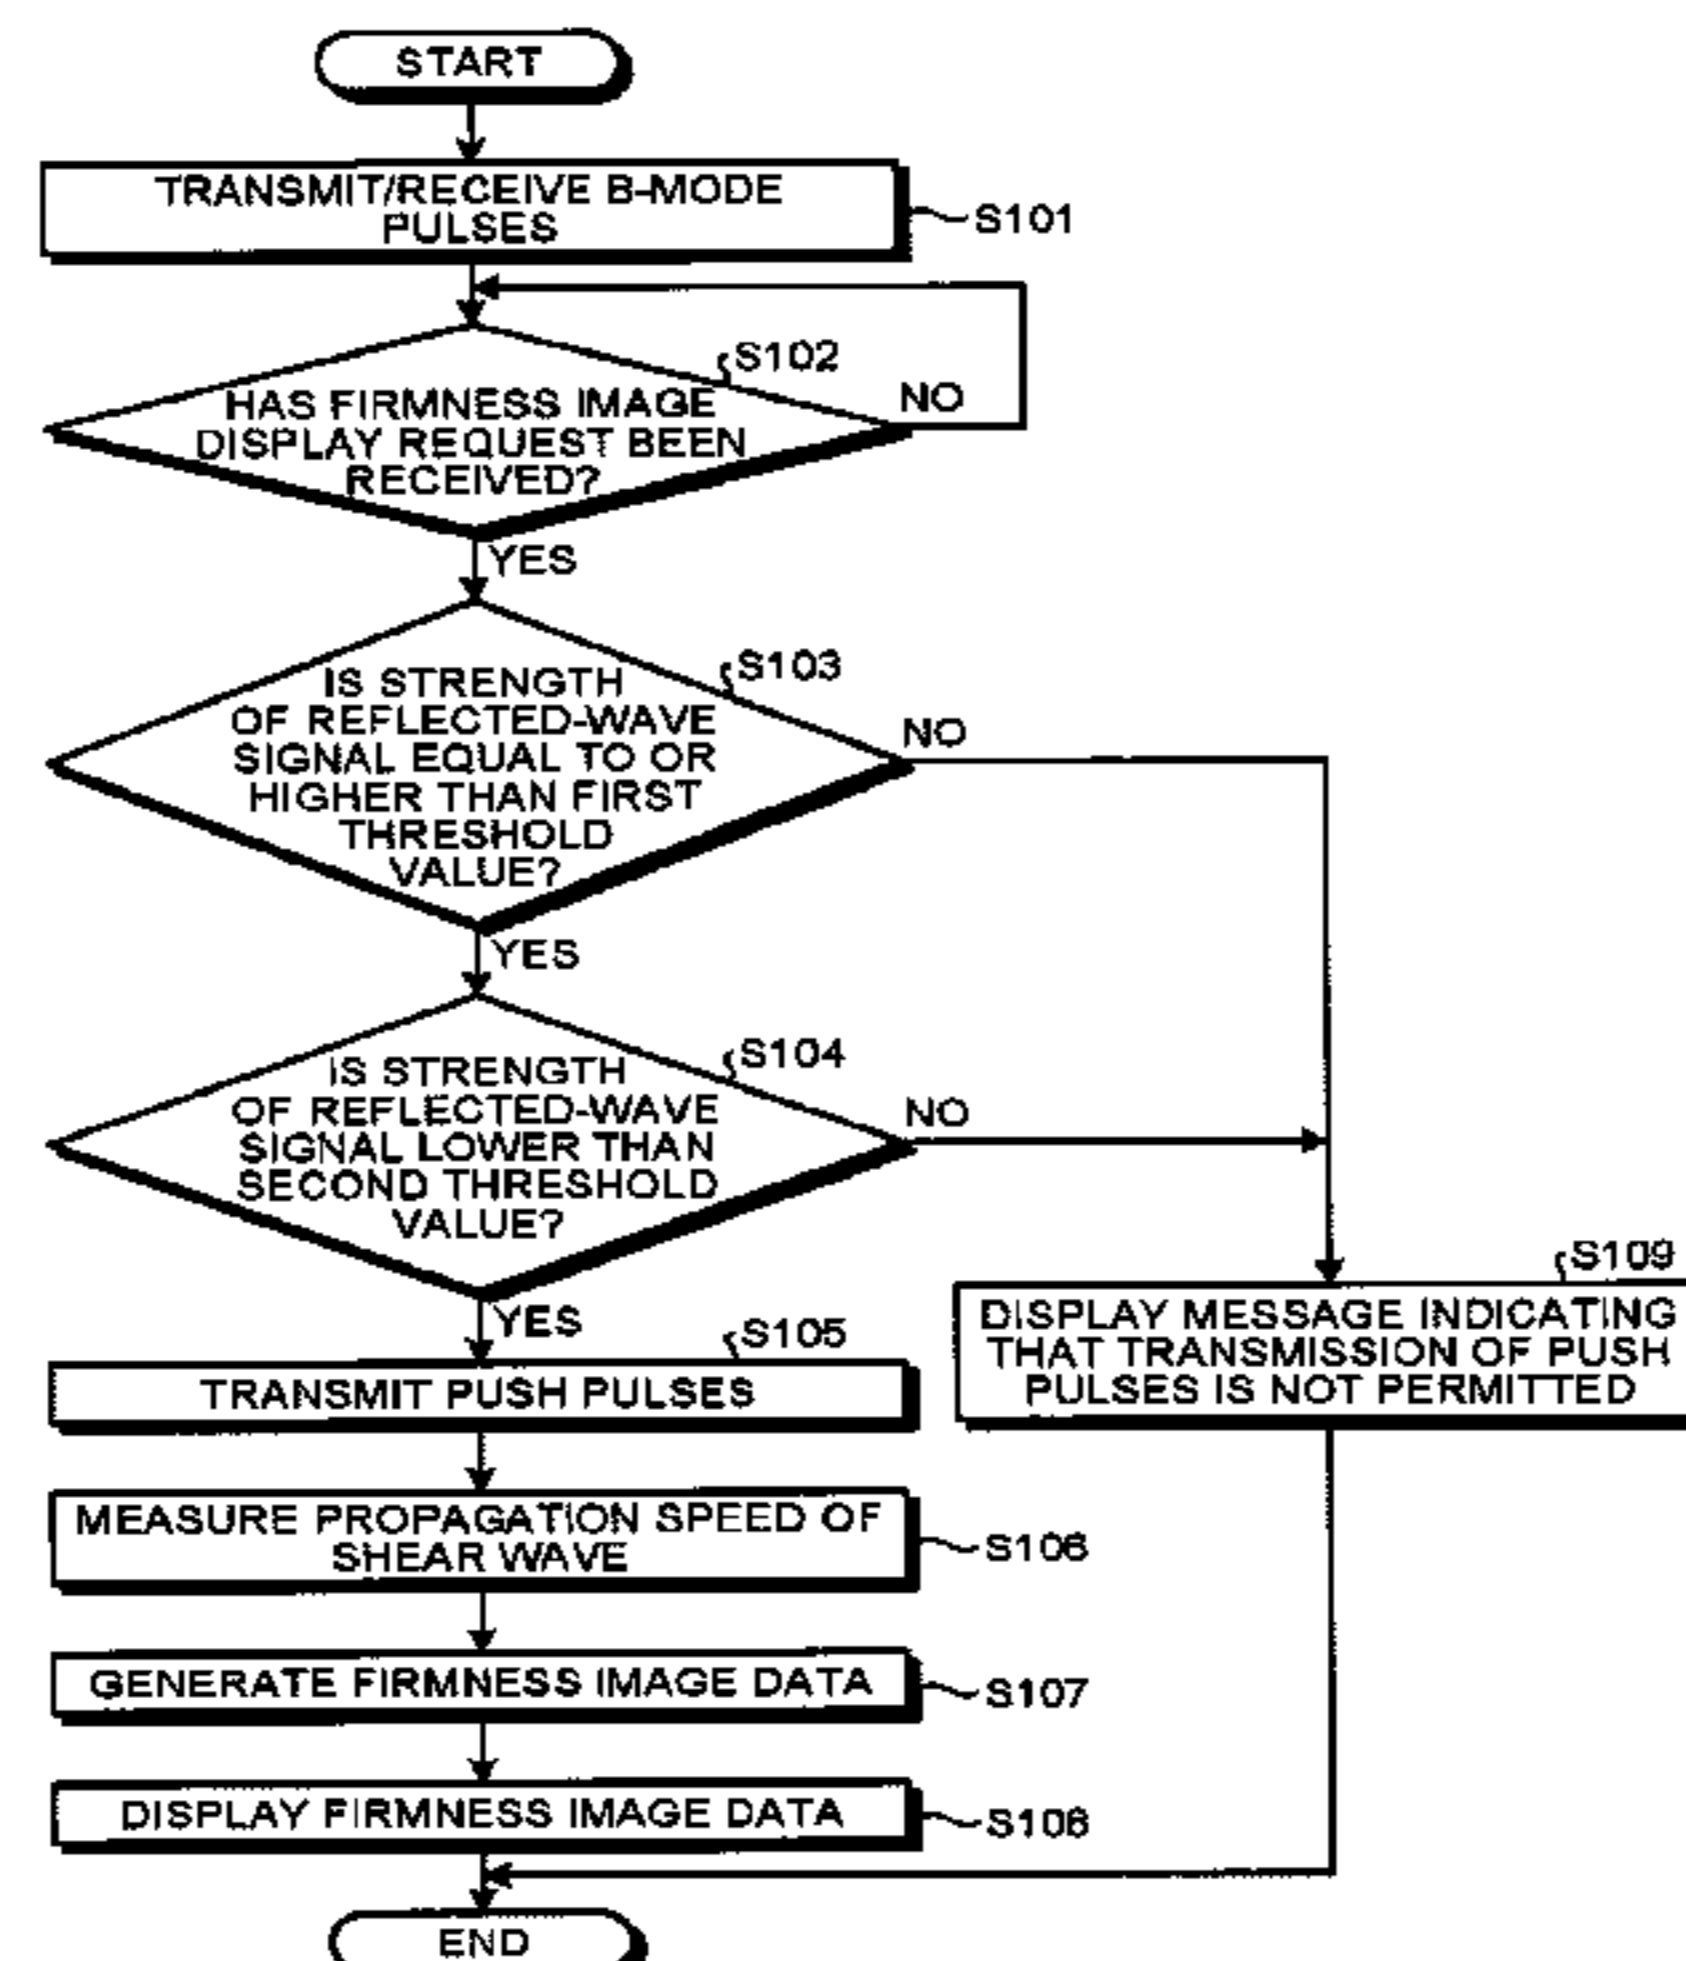 START
TRANSMIT/RECEIVE B-MODE
PULSES
S101
S102
HAS FIRMNESS IMAGE
DISPLAY REQUEST BEEN
RECEIVED?
NO
YES
S103
IS STRENGTH
OF REFLECTED-WAVE
SIGNAL EQUAL TO OR
HIGHER THAN FIRST
THRESHOLD
VALUE?
NO
YES
S104
IS STRENGTH
OF REFLECTED-WAVE
SIGNAL LOWER THAN
SECOND THRESHOLD
VALUE?
NO
YES
S109
DISPLAY MESSAGE INDICATING
THAT TRANSMISSION OF PUSH
PULSES IS NOT PERMITTED
S105
TRANSMIT PUSH PULSES
MEASURE PROPAGATION SPEED OF
SHEAR WAVE
S106
GENERATE FIRMNESS IMAGE DATA
S107
DISPLAY FIRMNESS IMAGE DATA
S108
END